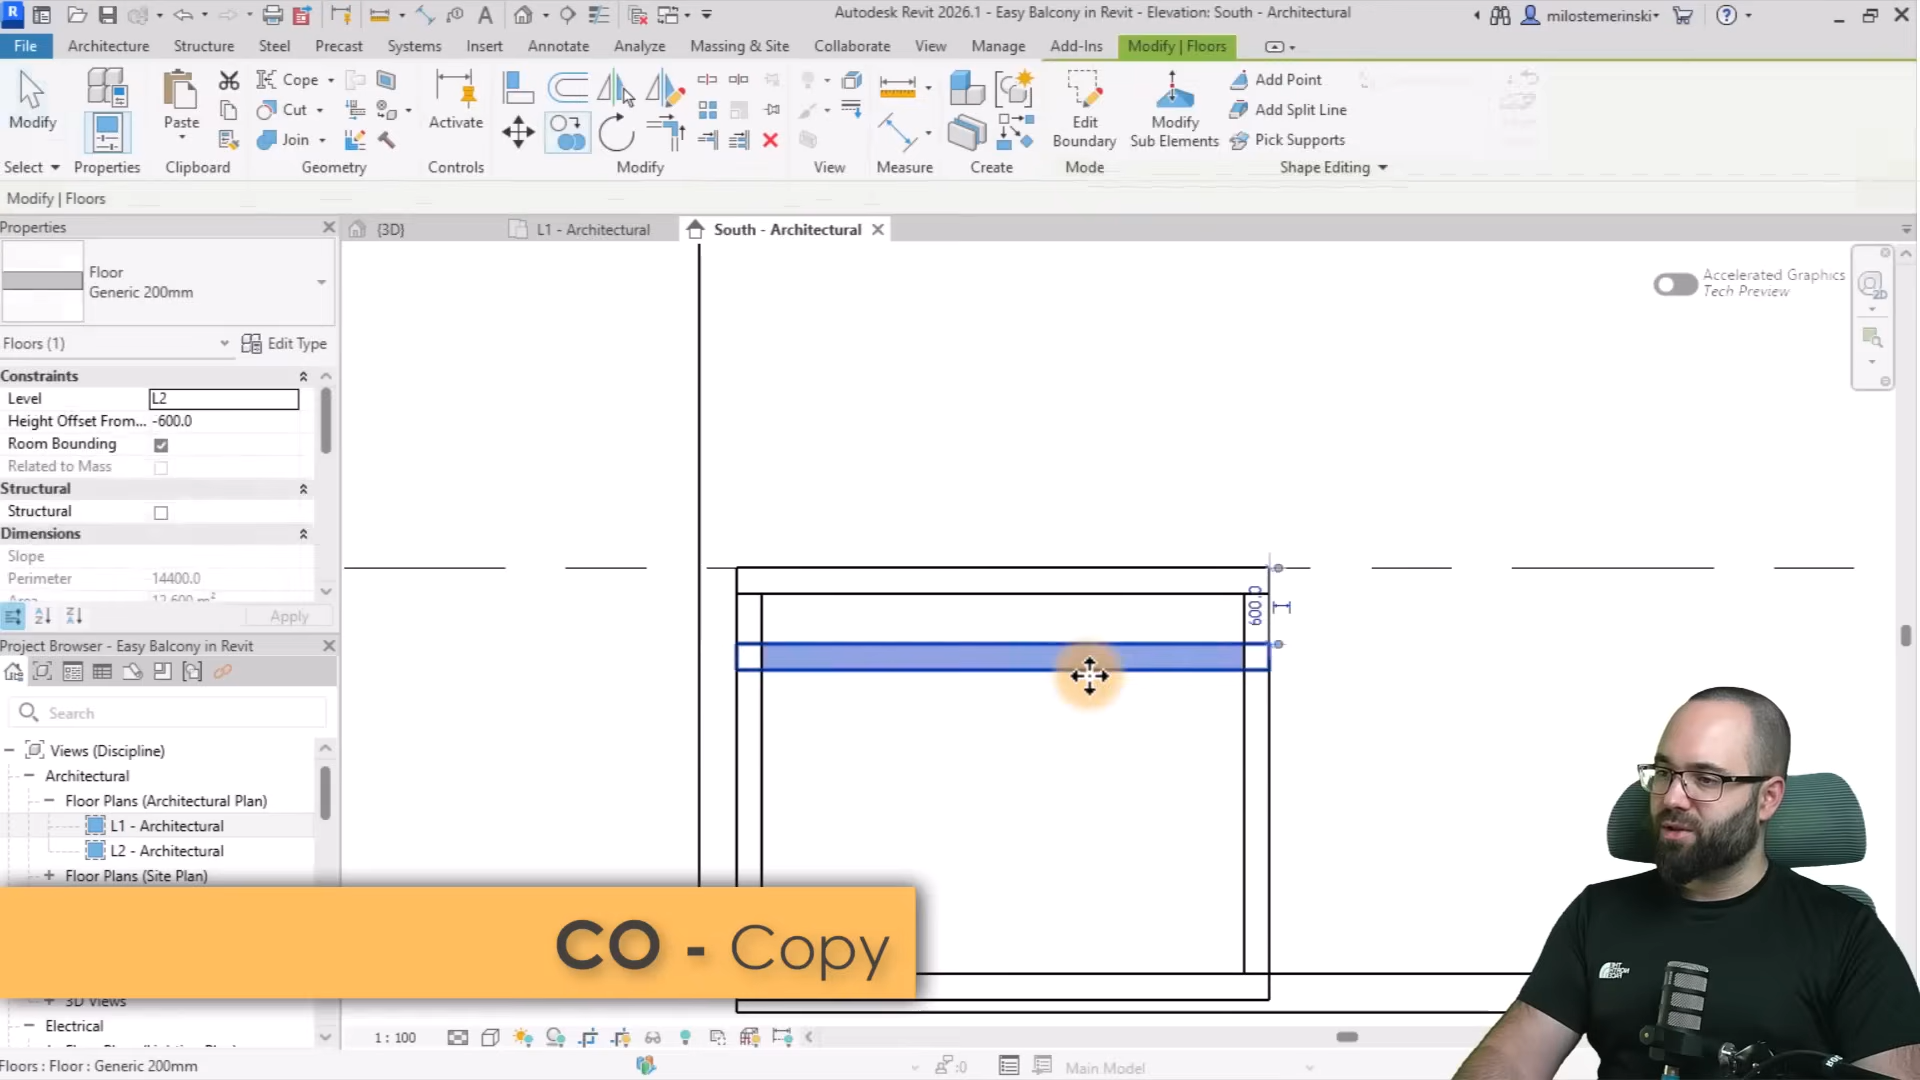 Autodesk Revit 2026.1 - Easy Balcony in Revit - Elevation: South - Architectural
milostemerinski
File
Architecture
Structure
Steel
Precast
Systems
Insert
Annotate
Analyze
Massing & Site
Collaborate
View
Manage
Add-Ins
Modify | Floors
Modify
Paste
Cope
Cut
Join
Activate
Edit
Boundary
Modify
Sub Elements
Add Point
Add Split Line
Pick Supports
Select
Properties
Clipboard
Geometry
Controls
Modify
View
Measure
Create
Mode
Shape Editing
Modify | Floors
Properties
{3D}
L1 - Architectural
South - Architectural
Floor
Generic 200mm
Floors (1)
Edit Type
Constraints
Level
L2
Height Offset From...
-600.0
Room Bounding
Related to Mass
Structural
Structural
Dimensions
Slope
Perimeter
14400.0
Apply
Project Browser - Easy Balcony in Revit
Search
Views (Discipline)
Architectural
Floor Plans (Architectural Plan)
L1 - Architectural
L2 - Architectural
Floor Plans (Site Plan)
3D Views
Electrical
Accelerated Graphics
Tech Preview
2D
600.0
CO - Copy
1 : 100
Floors : Floor : Generic 200mm
:0
Main Model